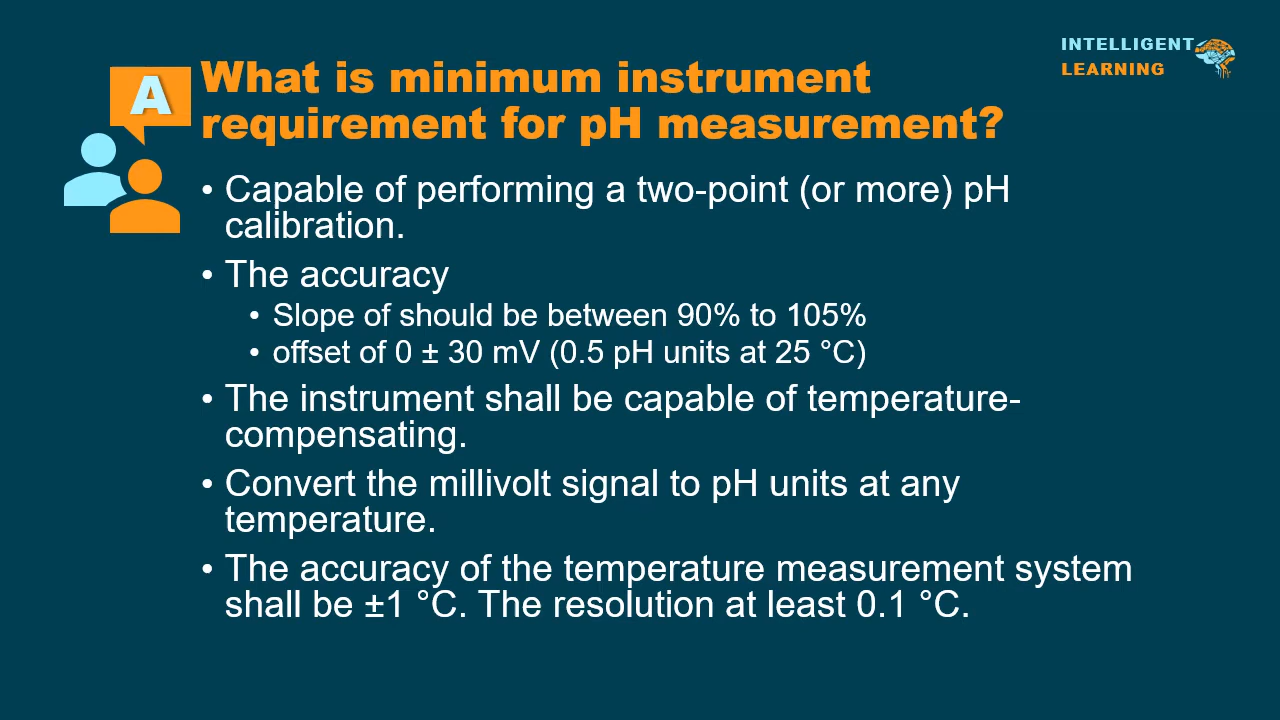 INTELLIGENT
LEARNING
A
What is minimum instrument
requirement for pH measurement?
• Capable of performing a two-point (or more) pH
calibration.
• The accuracy
• Slope of should be between 90% to 105%
• offset of 0 ± 30 mV (0.5 pH units at 25 °C)
• The instrument shall be capable of temperature-
compensating.
• Convert the millivolt signal to pH units at any
temperature.
• The accuracy of the temperature measurement system
shall be ±1 °C. The resolution at least 0.1 °C.